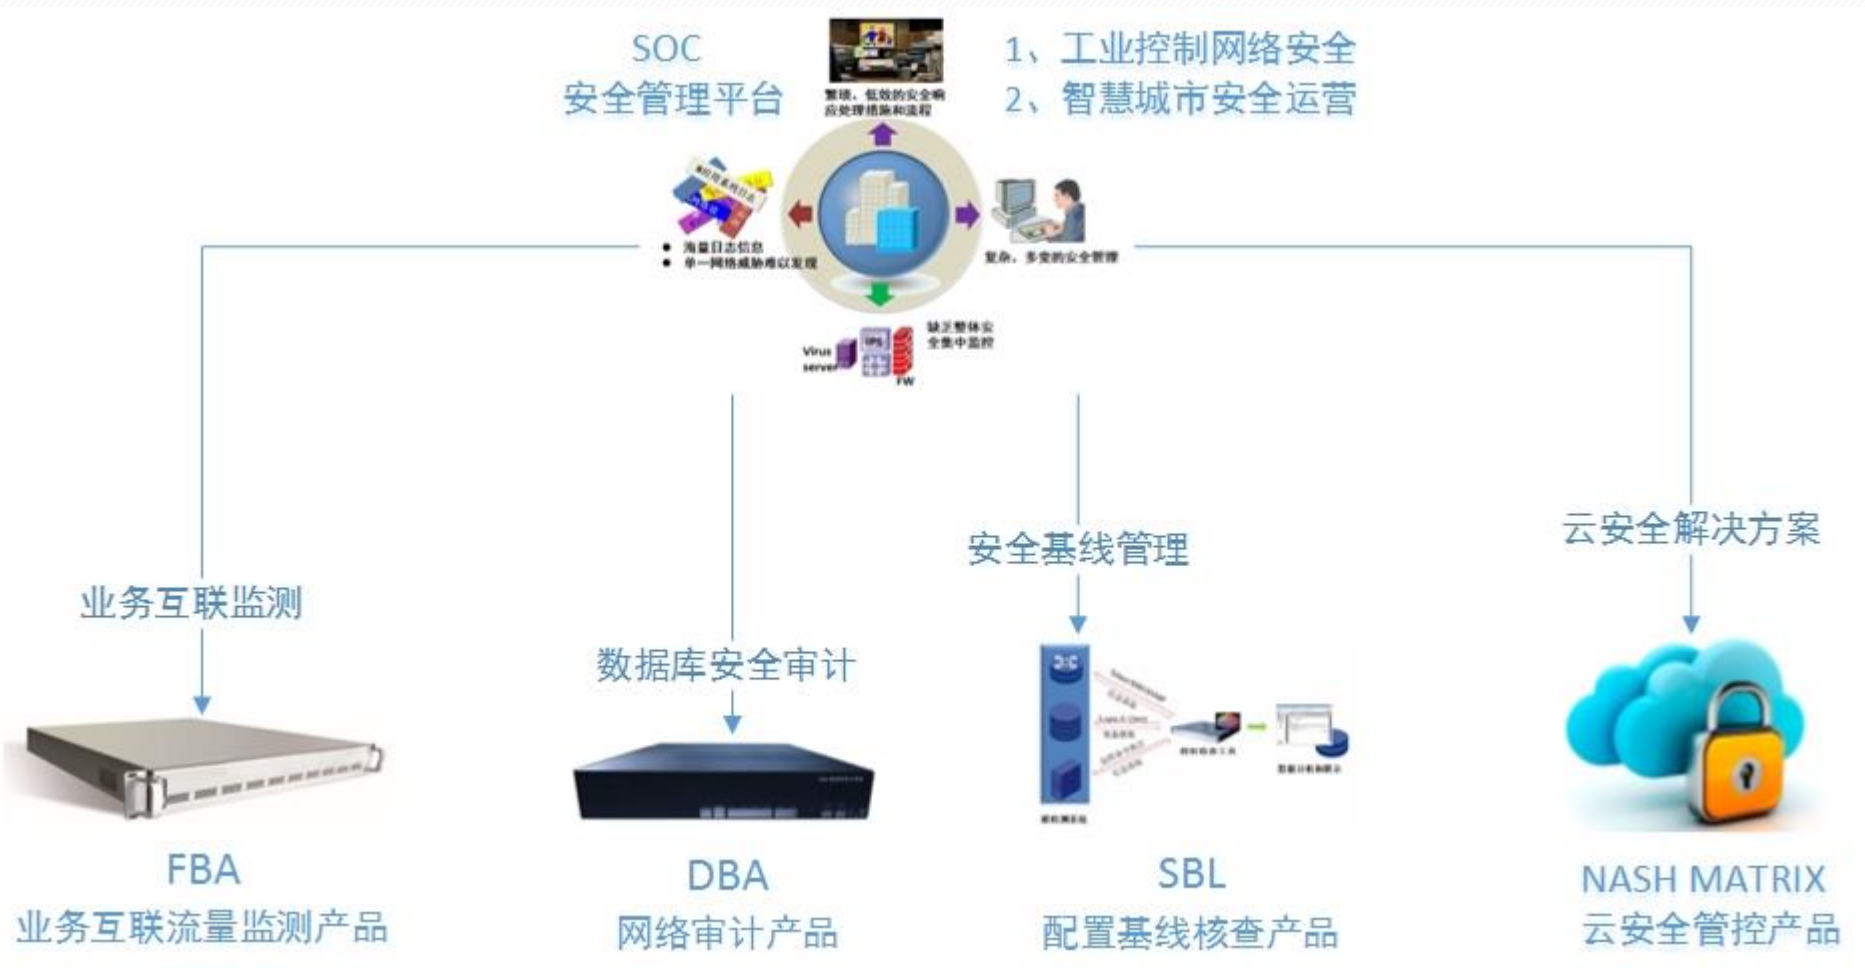 SOC
安全管理平台
1、工业控制网络安全
2、智慧城市安全运营
繁琐、低效的安全响
应处理措施和流程
应用系统日志
海量日志信息
单一网络威胁难以发现
复杂、多变的安全管理
缺乏整体安
全集中监控
Virus
server
IPS
FW
业务互联监测
数据库安全审计
安全基线管理
云安全解决方案
FBA
业务互联流量监测产品
DBA
网络审计产品
SBL
配置基线核查产品
NASH MATRIX
云安全管控产品